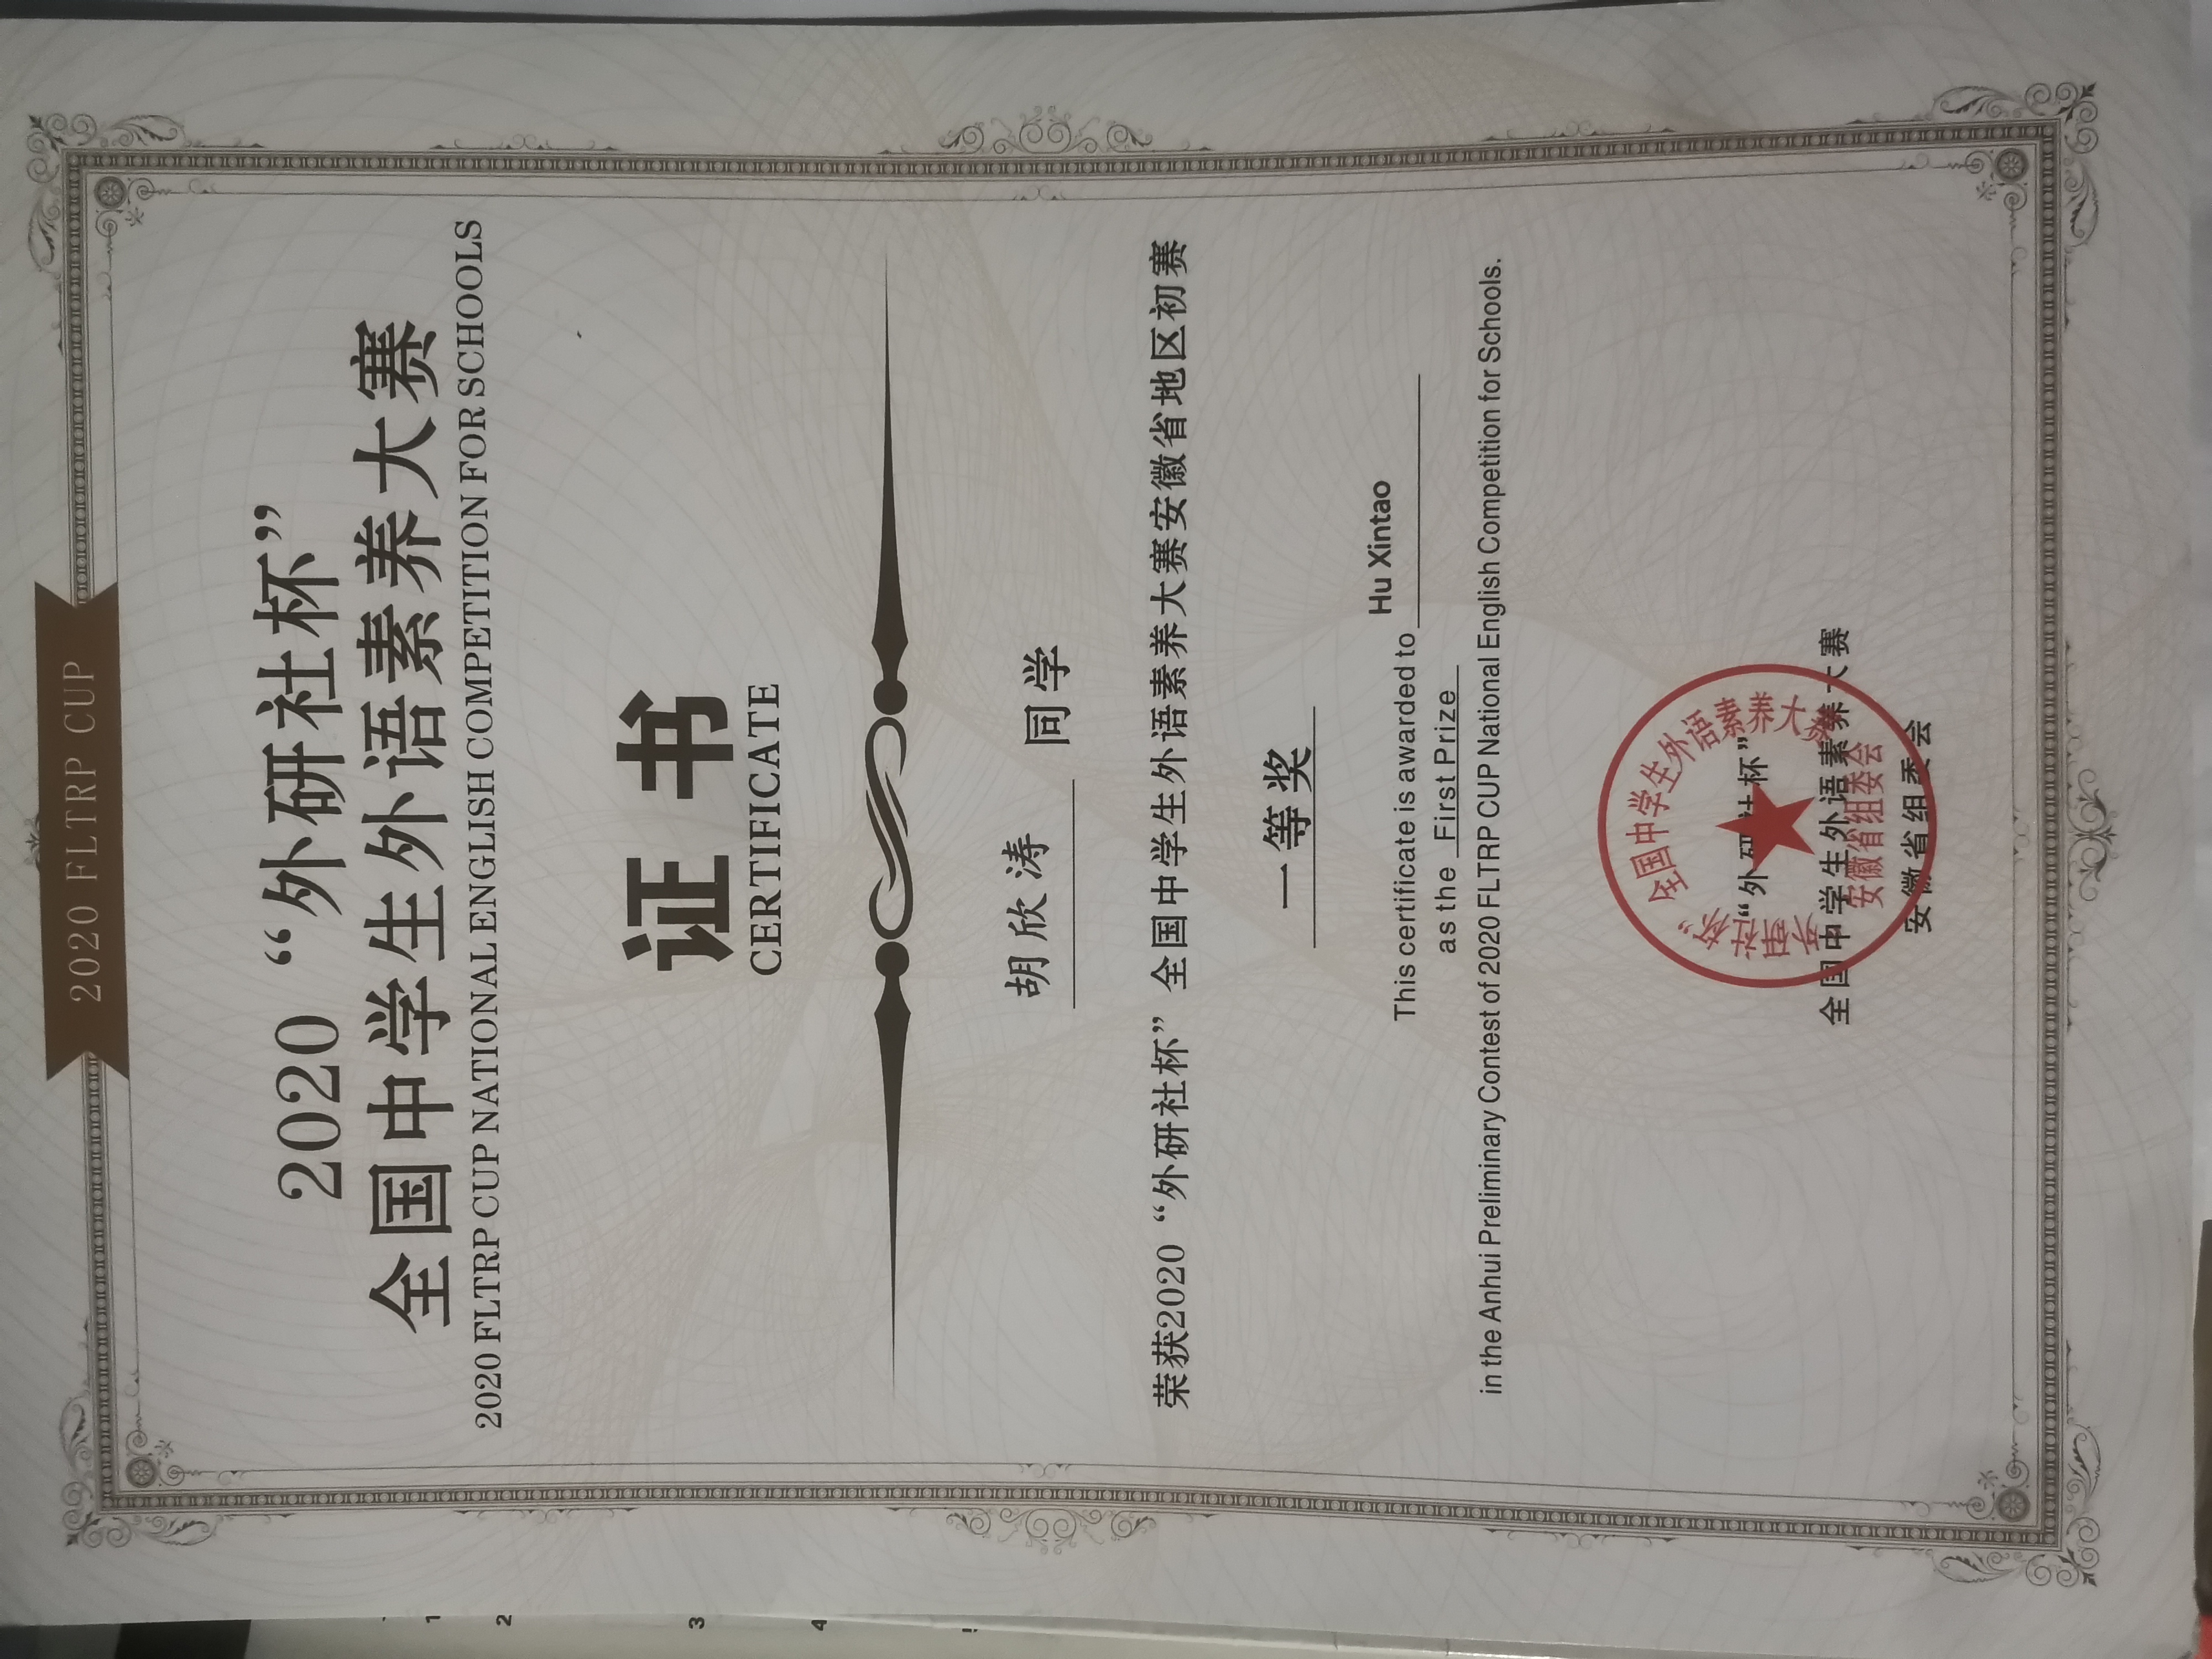 2020 FLTRP CUP
2020 “外研社杯”
全国中学生外语素养大赛
2020 FLTRP CUP NATIONAL ENGLISH COMPETITION FOR SCHOOLS
证书
CERTIFICATE
胡欣涛 同学
荣获2020“外研社杯”全国中学生外语素养大赛安徽省地区初赛
一等奖
This certificate is awarded to Hu Xintao
as the First Prize
in the Anhui Preliminary Contest of 2020 FLTRP CUP National English Competition for Schools.
“外研社杯”
全国中学生外语素养大赛
安徽省组委会
“外研社杯”全国中学生外语素养大赛
安徽省组委会
1
2
3
4